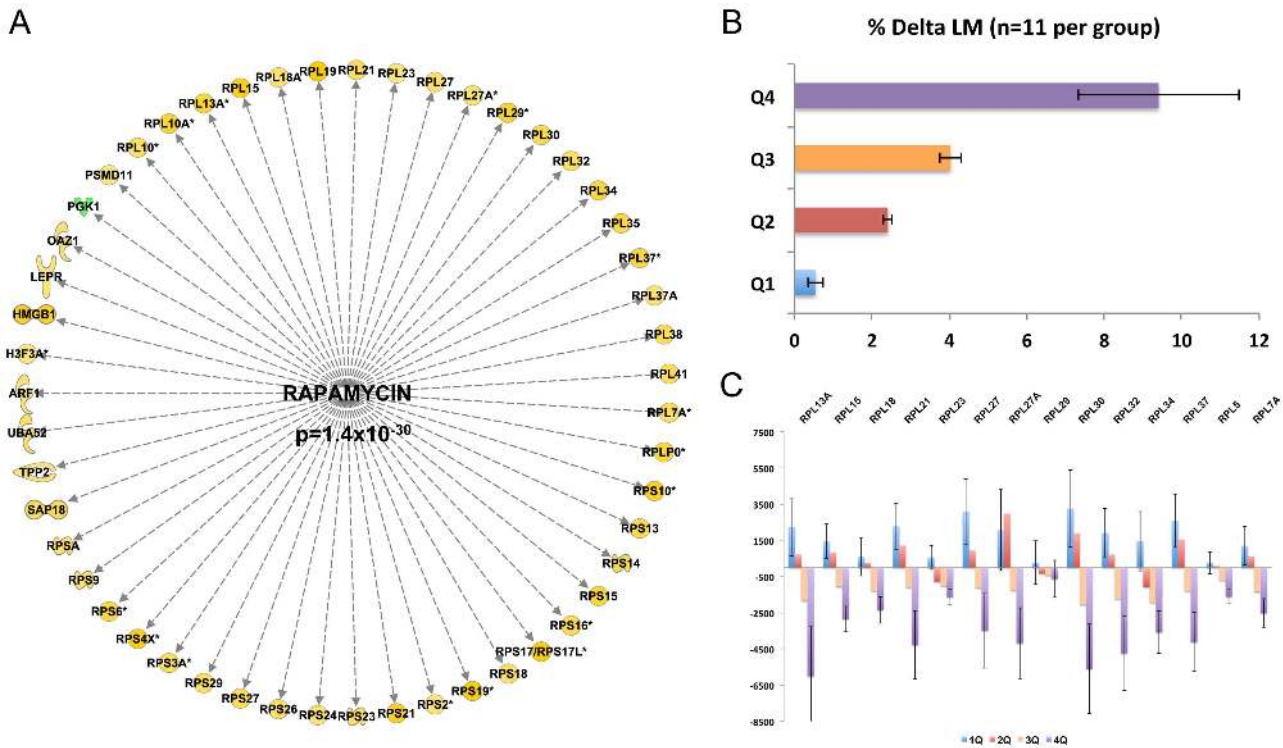 A
RPL19
RPL21
RPL23
RPL27
RPL27A*
RPL29*
RPL30
RPL32
RPL34
RPL35
RPL37*
RPL37A
RPL38
RPL41
RPL7A*
RPLP0*
RPS10*
RPS13
RPS14
RPS15
RPS16*
RPS17/RPS17L*
RPS18
RPS19*
RPS2*
RPS21
RPS23
RPS24
RPS26
RPS27
RPS29
RPS3A*
RPS4X*
RPS6*
RPS9
RPSA
SAP18
TPP2
UBA52
ARF1
H3F3A*
HMGB1
LEPR
OAZ1
PGK1
PSMD11
RPL10*
RPL10A*
RPL13A*
RPL15
RPL18A
RAPAMYCIN
p=1.4x10⁻³⁰
B
% Delta LM (n=11 per group)
Q4
Q3
Q2
Q1
0 2 4 6 8 10 12
C
RPL13A RPL15 RPL18 RPL21 RPL23 RPL27 RPL27A RPL29 RPL30 RPL32 RPL34 RPL37 RPL5 RPL7A
7500
5500
3500
1500
-500
-2500
-4500
-6500
-8500
1Q 2Q 3Q 4Q